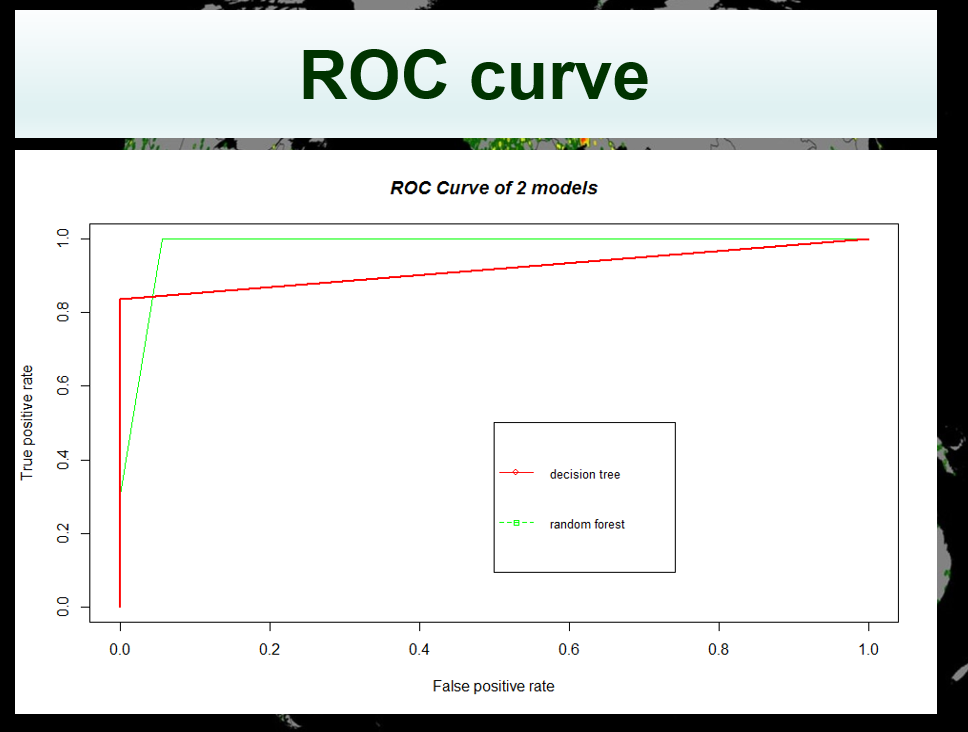 ROC curve
ROC Curve of 2 models
True positive rate
1.0
0.8
0.6
0.4
0.2
0.0
decision tree
random forest
0.0 0.2 0.4 0.6 0.8 1.0
False positive rate